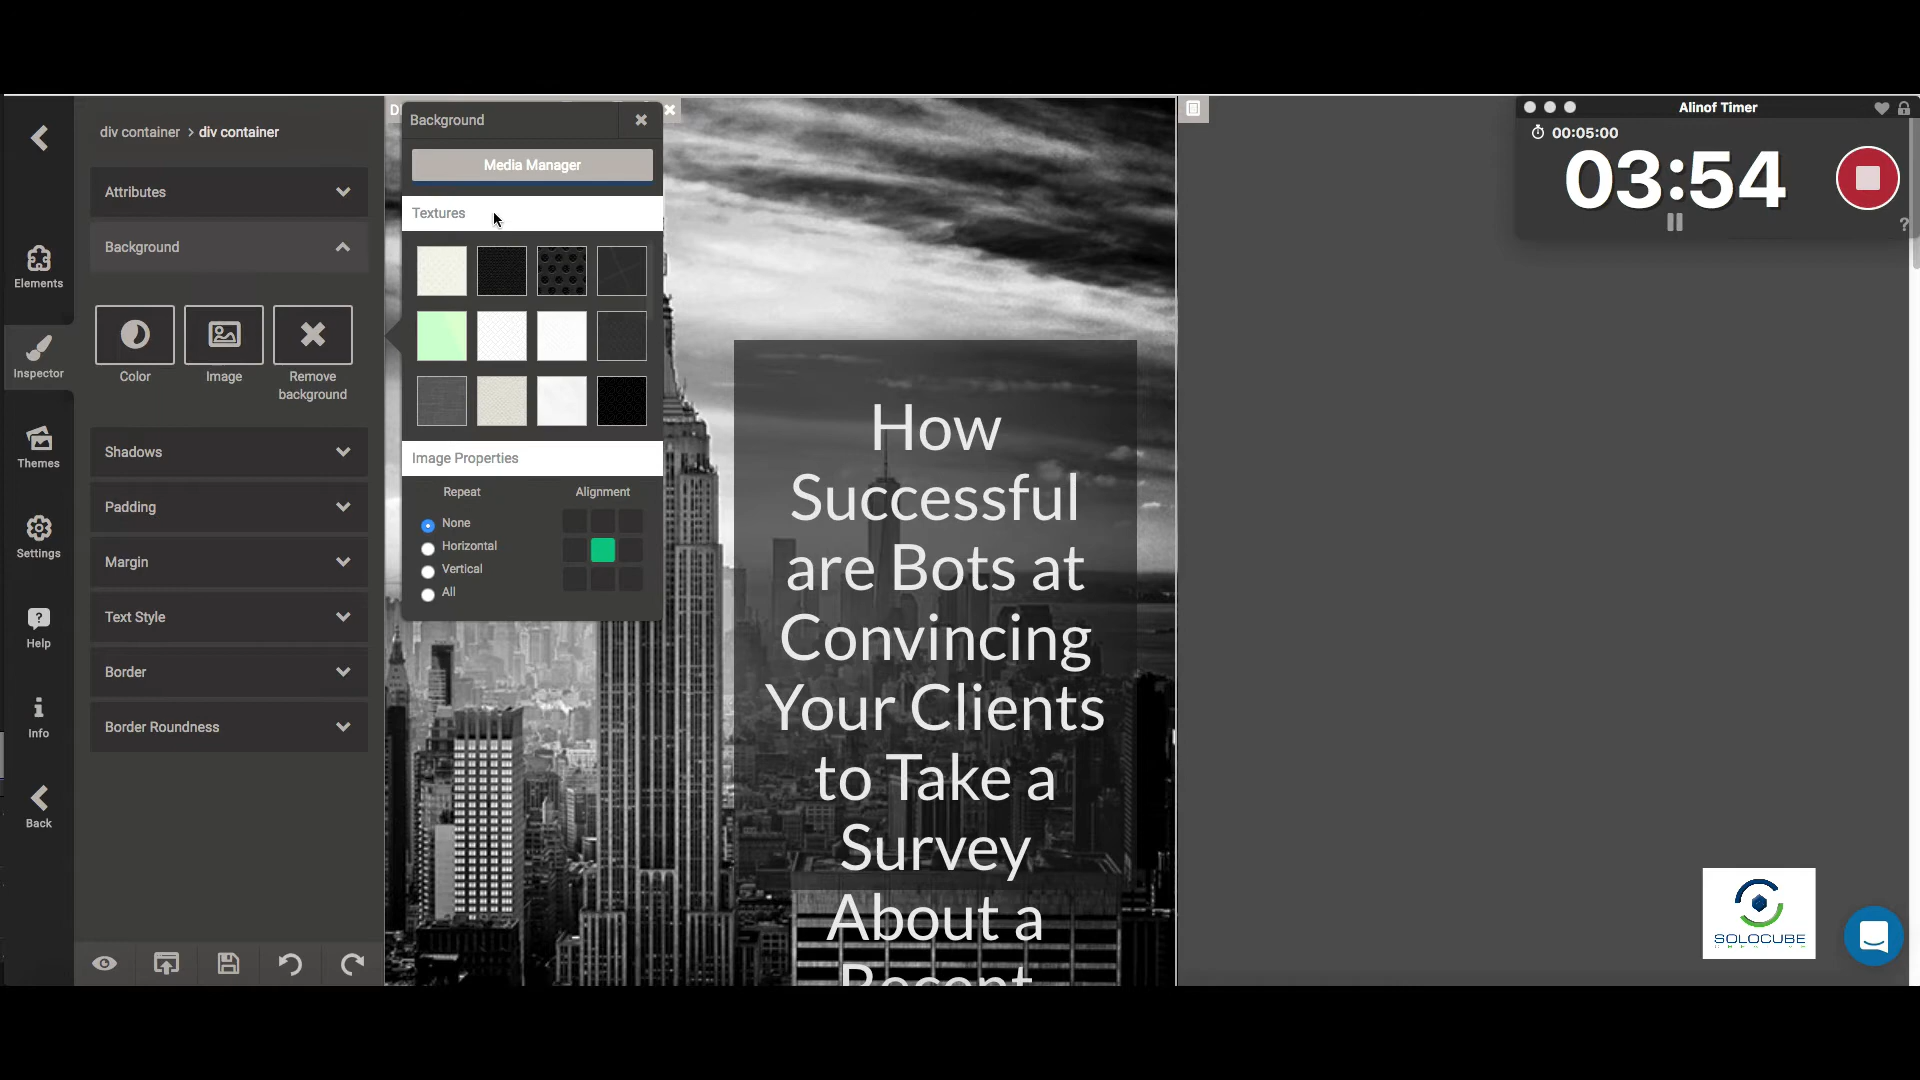 div container > div container
Attributes
Background
Color
Image
Remove
background
Shadows
Padding
Margin
Text Style
Border
Border Roundness
Elements
Inspector
Themes
Settings
Help
Info
Back
Background
Media Manager
Textures
Image Properties
Repeat
Alignment
None
Horizontal
Vertical
All
How
Successful
are Bots at
Convincing
Your Clients
to Take a
Survey
About a
Recent
Alinof Timer
00:05:00
03:54
?
SOLOCUBE